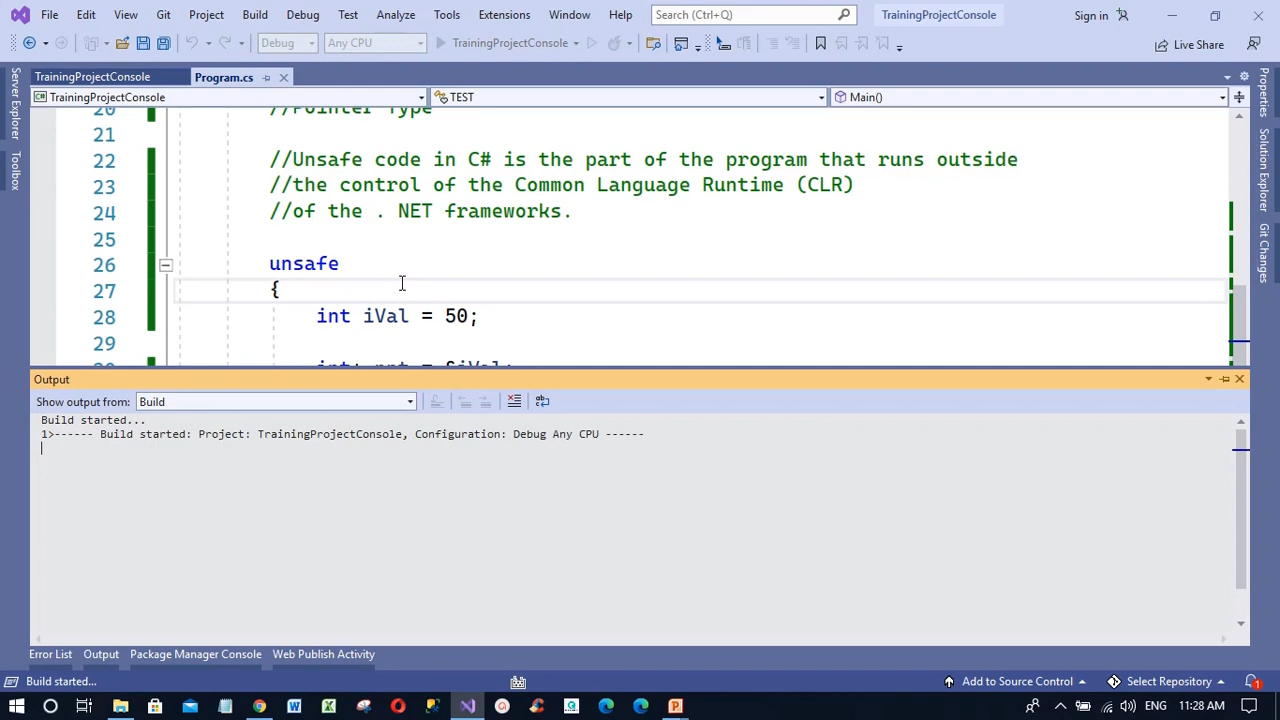 File Edit View Git Project Build Debug Test Analyze Tools Extensions Window Help Search (Ctrl+Q) TrainingProjectConsole Sign in
Debug Any CPU TrainingProjectConsole Live Share
TrainingProjectConsole Program.cs
TrainingProjectConsole TEST Main()
Server Explorer
Toolbox
Properties
Solution Explorer
Git Changes
20 //Pointer Type
21
22 //Unsafe code in C# is the part of the program that runs outside
23 //the control of the Common Language Runtime (CLR)
24 //of the . NET frameworks.
25
26 unsafe
27 {
28 int iVal = 50;
29
Output
Show output from: Build
Build started...
1>------ Build started: Project: TrainingProjectConsole, Configuration: Debug Any CPU ------
Error List Output Package Manager Console Web Publish Activity
Build started... Add to Source Control Select Repository 1
ENG 11:28 AM